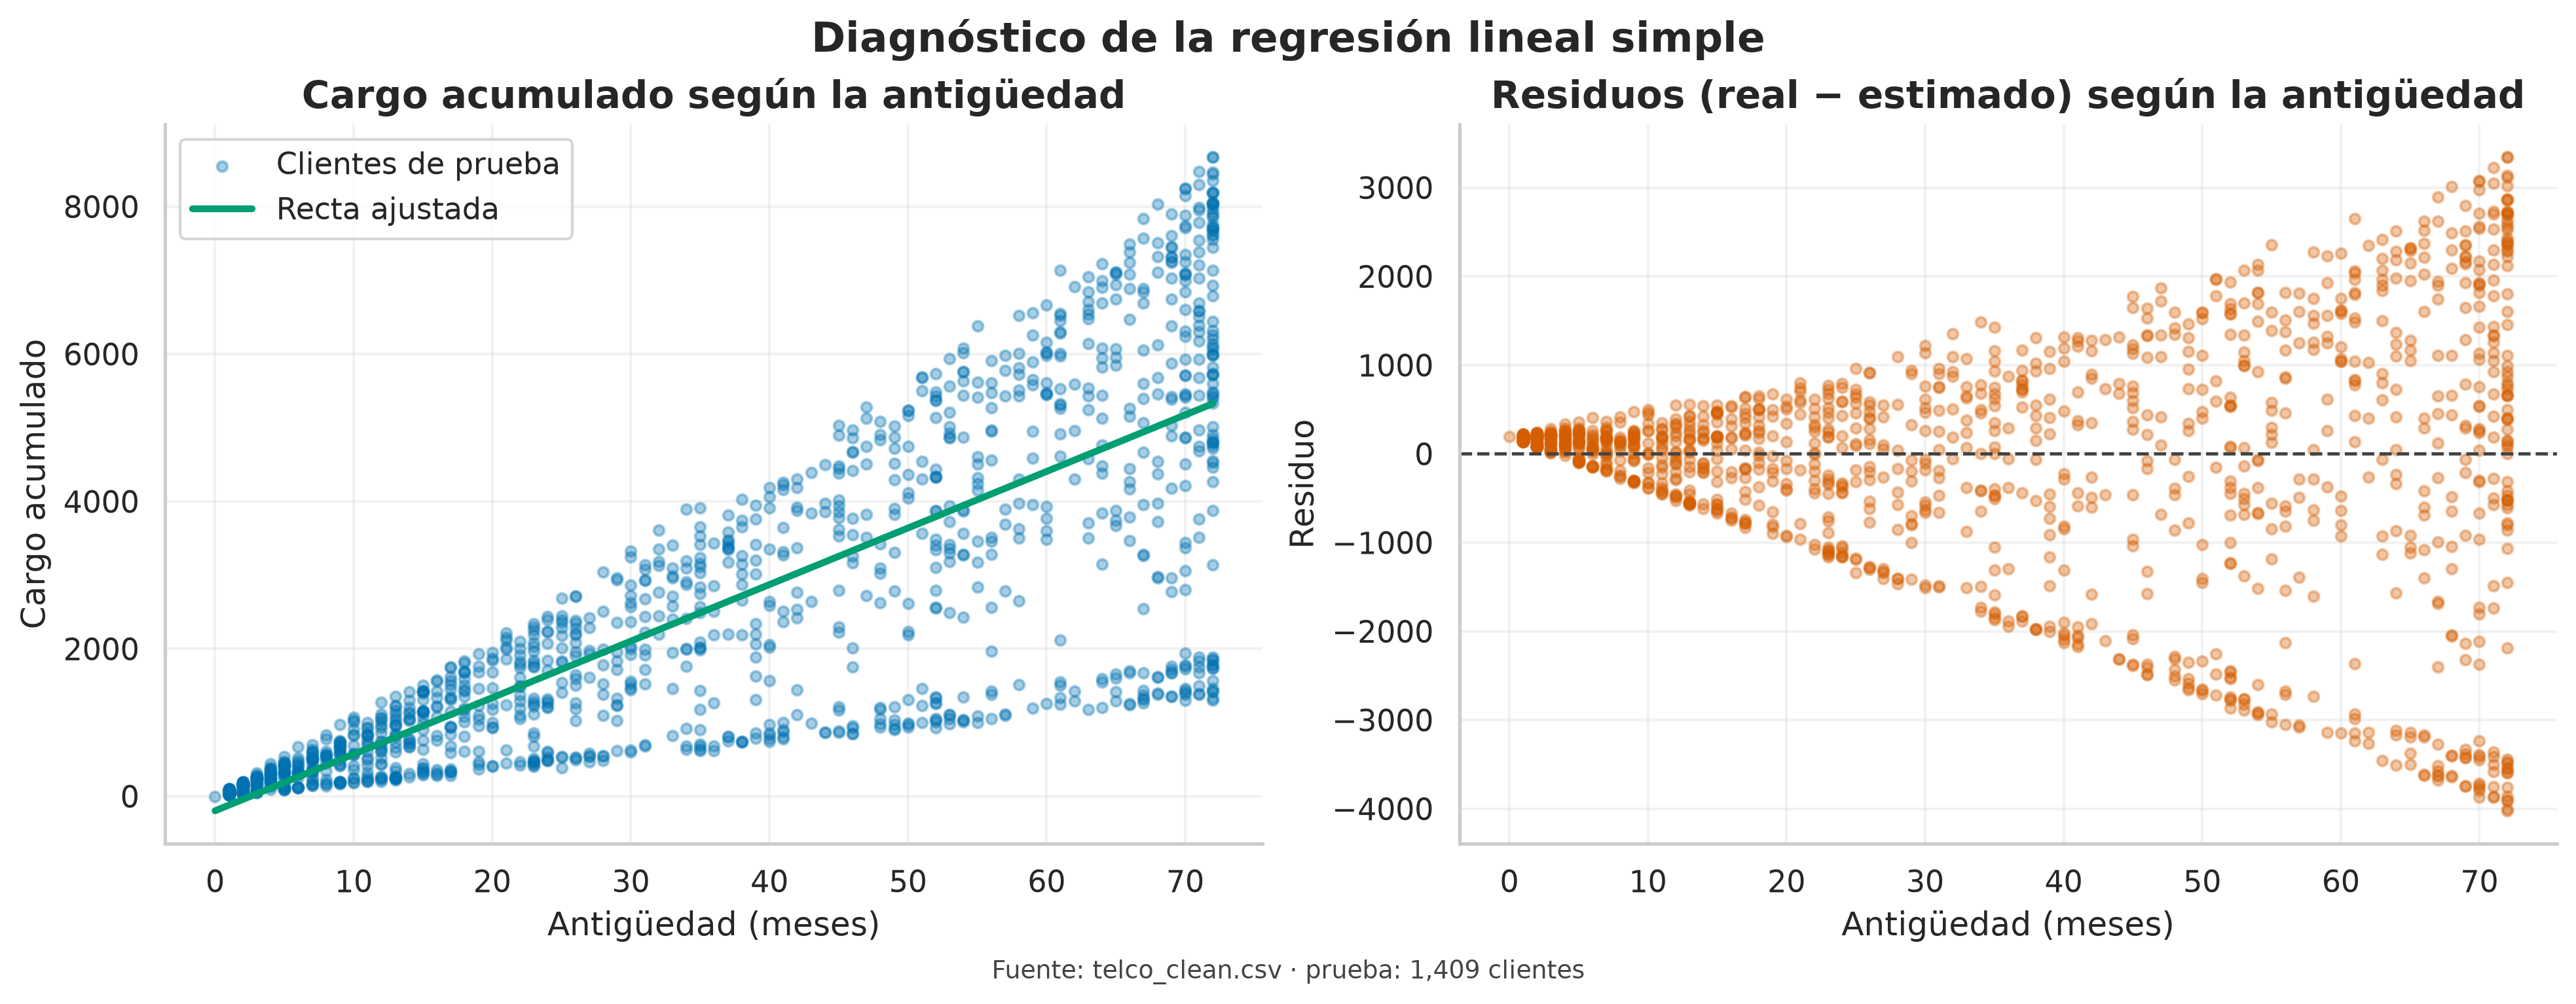 Diagnóstico de la regresión lineal simple
Cargo acumulado según la antigüedad
Clientes de prueba
Recta ajustada
Cargo acumulado
8000
6000
4000
2000
0
0 10 20 30 40 50 60 70
Antigüedad (meses)
Residuos (real − estimado) según la antigüedad
Residuo
3000
2000
1000
0
−1000
−2000
−3000
−4000
0 10 20 30 40 50 60 70
Antigüedad (meses)
Fuente: telco_clean.csv · prueba: 1,409 clientes